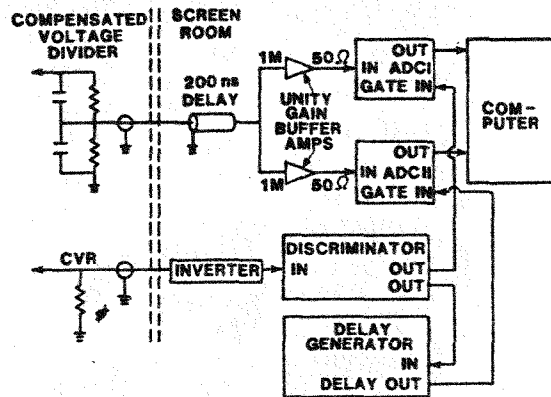 COMPENSATED
VOLTAGE
DIVIDER
SCREEN
ROOM
200 ns
DELAY
1M
50Ω
UNITY
GAIN
BUFFER
AMPS
1M
50Ω
OUT
IN ADCI
GATE IN
OUT
IN ADCII
GATE IN
COM-
PUTER
CVR
INVERTER
DISCRIMINATOR
IN OUT
OUT
DELAY
GENERATOR
IN
DELAY OUT